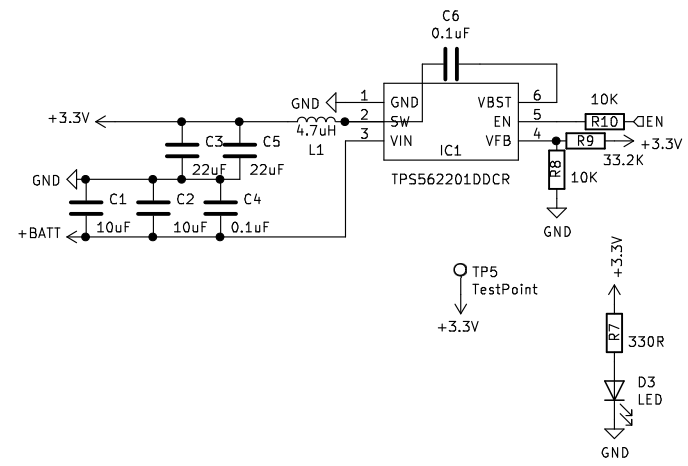 C6
0.1uF
GND
1
GND
VBST
6
+3.3V
4.7uH
L1
2
SW
EN
5
10K
R10
EN
3
VIN
VFB
4
R9
+3.3V
33.2K
IC1
TPS562201DDCR
R8
10K
GND
C3
22uF
C5
22uF
GND
C1
10uF
C2
10uF
C4
0.1uF
+BATT
TP5
TestPoint
+3.3V
+3.3V
R7
330R
D3
LED
GND